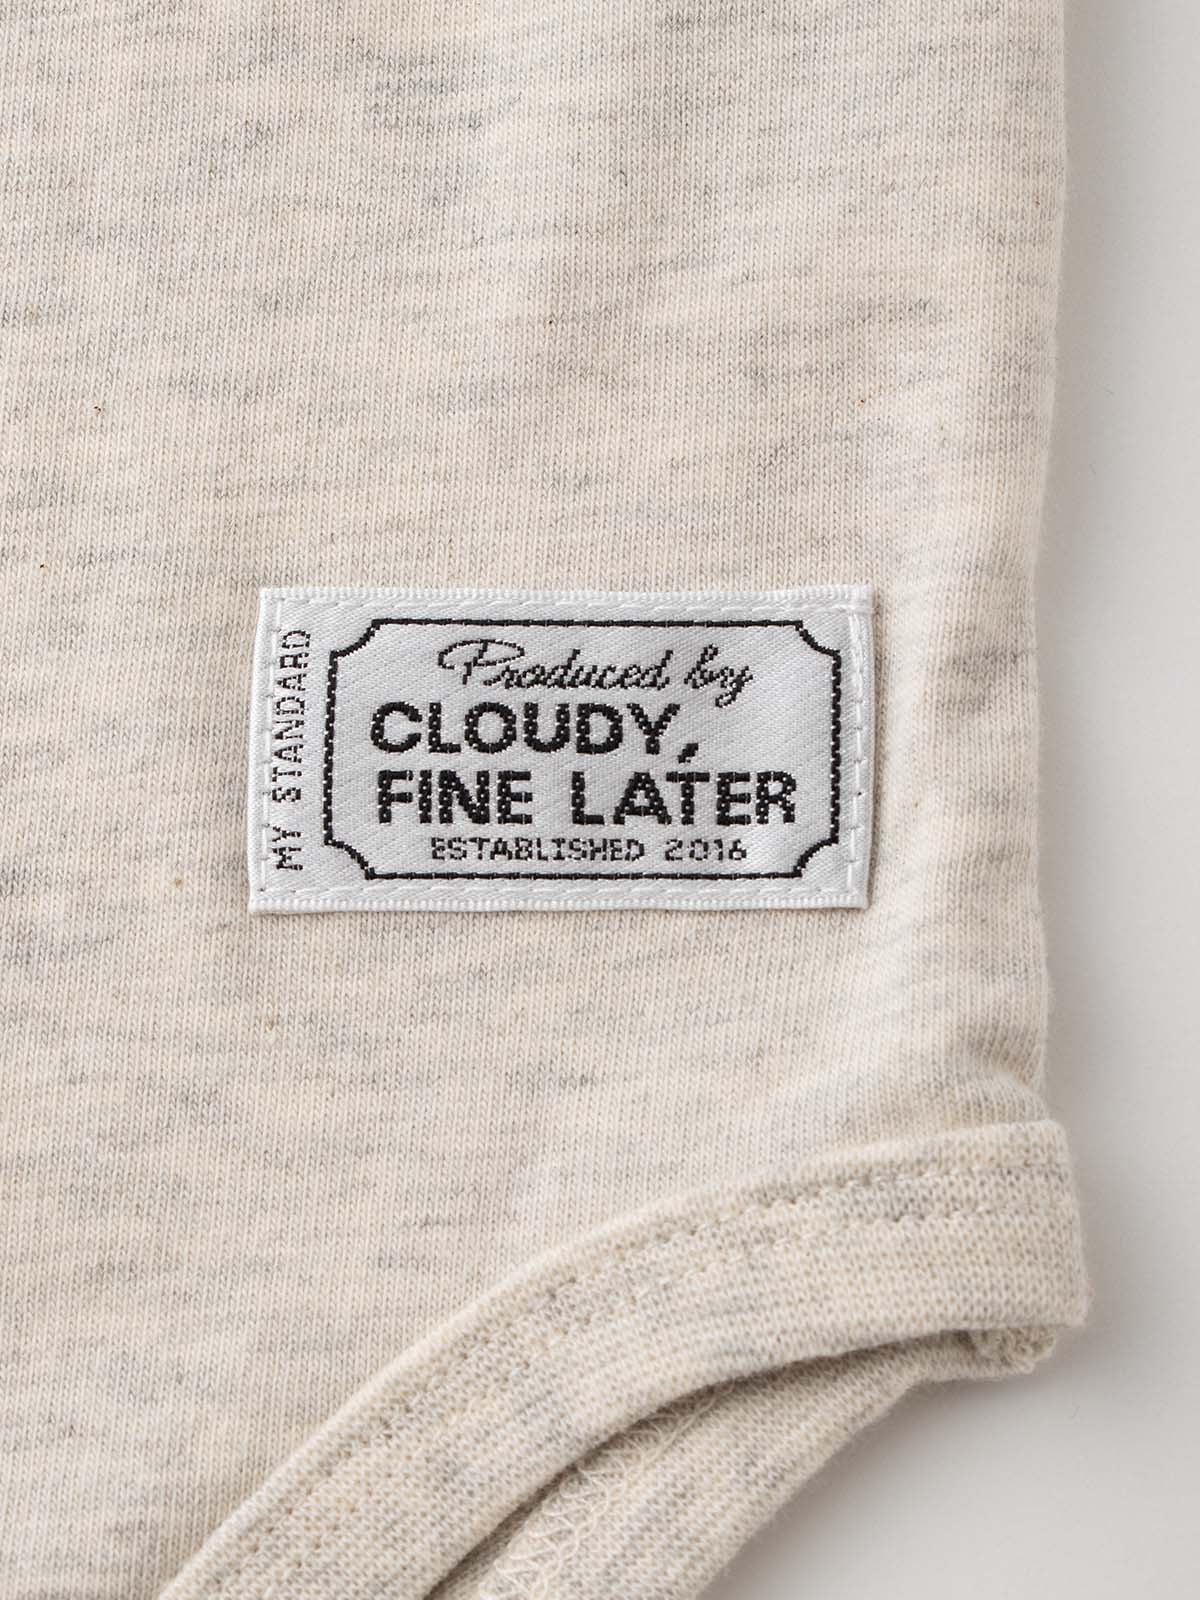 MY STANDARD
Produced by
CLOUDY,
FINE LATER
ESTABLISHED 2016